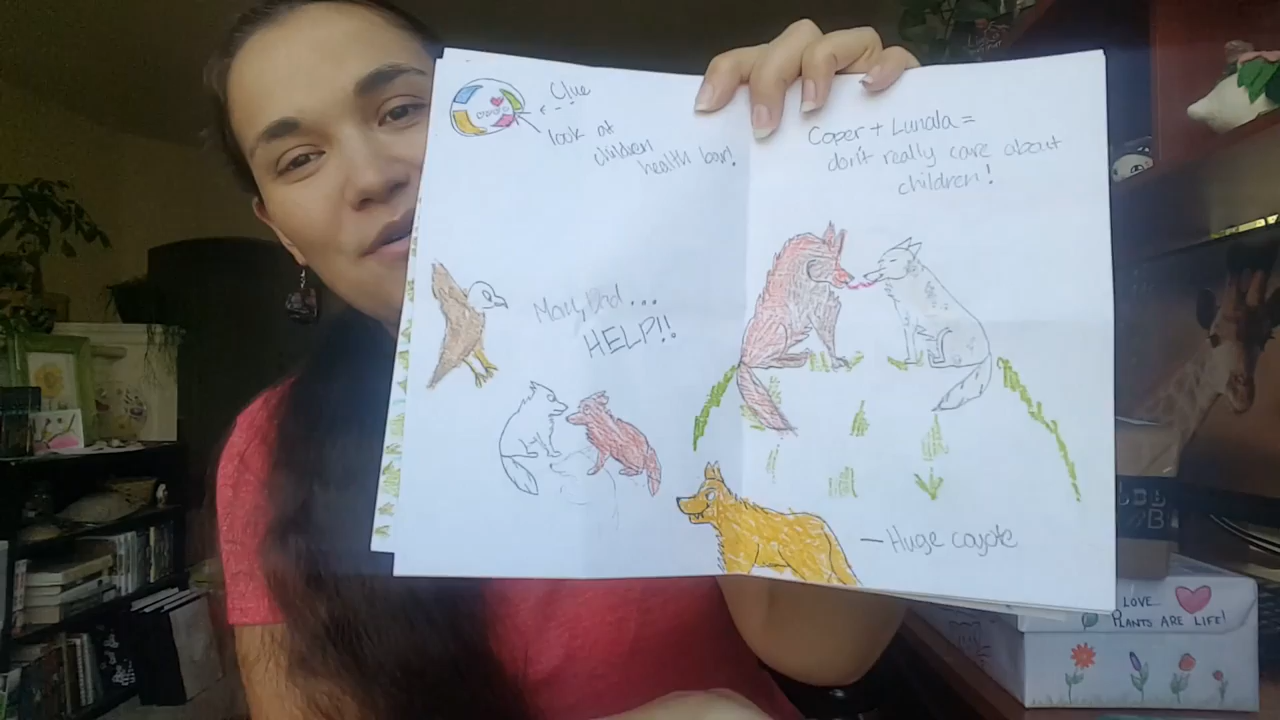 Clue
look at
children
health bar!
Mom, Dad...
HELP!!
Coper + Lunala =
don't really care about
children!
— Huge coyote
LOVE
PLANTS ARE LIFE!